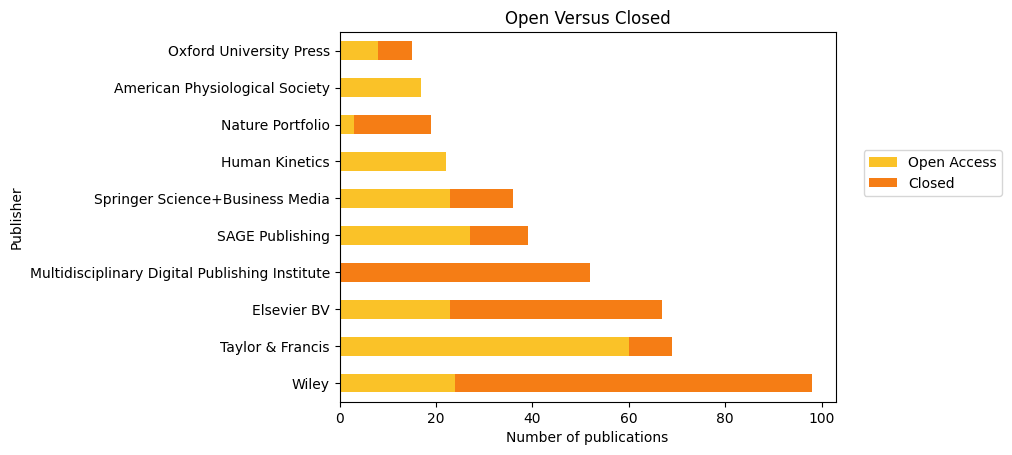 Open Versus Closed
Publisher
Oxford University Press
American Physiological Society
Nature Portfolio
Human Kinetics
Springer Science+Business Media
SAGE Publishing
Multidisciplinary Digital Publishing Institute
Elsevier BV
Taylor & Francis
Wiley
0 20 40 60 80 100
Number of publications
Open Access
Closed